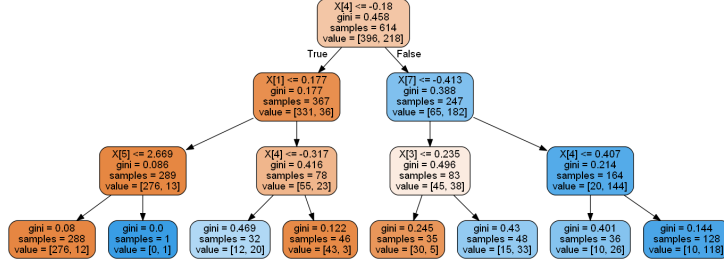 X[4] <= -0.18
gini = 0.458
samples = 614
value = [396, 218]
True
False
X[1] <= 0.177
gini = 0.177
samples = 367
value = [331, 36]
X[7] <= -0.413
gini = 0.388
samples = 247
value = [65, 182]
X[5] <= 2.669
gini = 0.086
samples = 289
value = [276, 13]
X[4] <= -0.317
gini = 0.416
samples = 78
value = [55, 23]
X[3] <= 0.235
gini = 0.496
samples = 83
value = [45, 38]
X[4] <= 0.407
gini = 0.214
samples = 164
value = [20, 144]
gini = 0.08
samples = 288
value = [276, 12]
gini = 0.0
samples = 1
value = [0, 1]
gini = 0.469
samples = 32
value = [12, 20]
gini = 0.122
samples = 46
value = [43, 3]
gini = 0.245
samples = 35
value = [30, 5]
gini = 0.43
samples = 48
value = [15, 33]
gini = 0.401
samples = 36
value = [10, 26]
gini = 0.144
samples = 128
value = [10, 118]